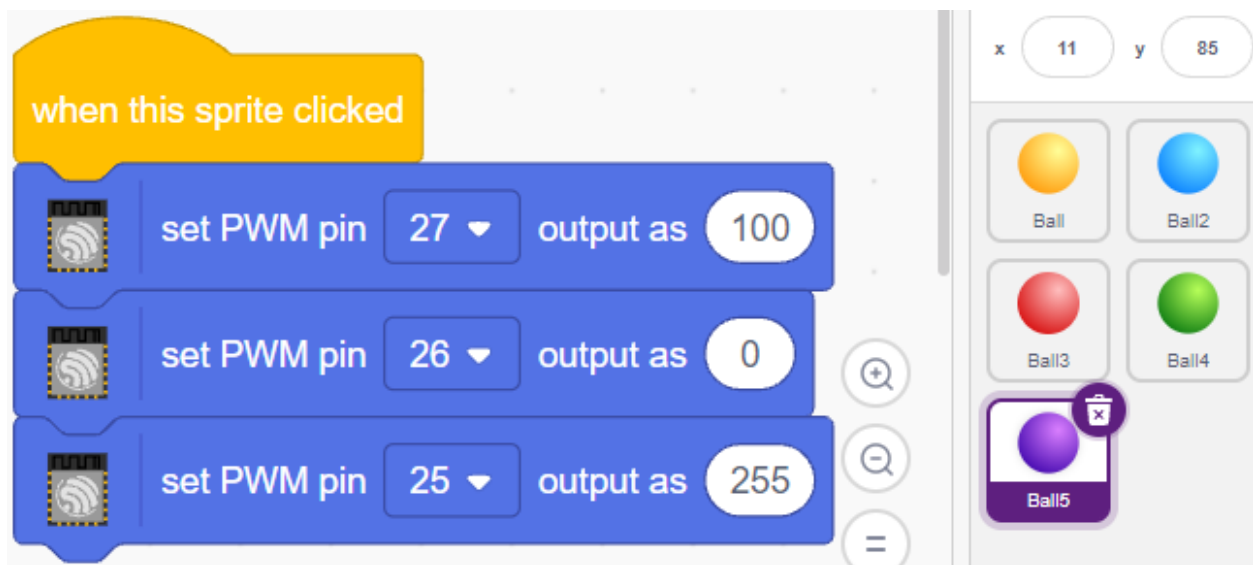 when this sprite clicked
set PWM pin 27 output as 100
set PWM pin 26 output as 0
set PWM pin 25 output as 255
x 11 y 85
Ball
Ball2
Ball3
Ball4
Ball5